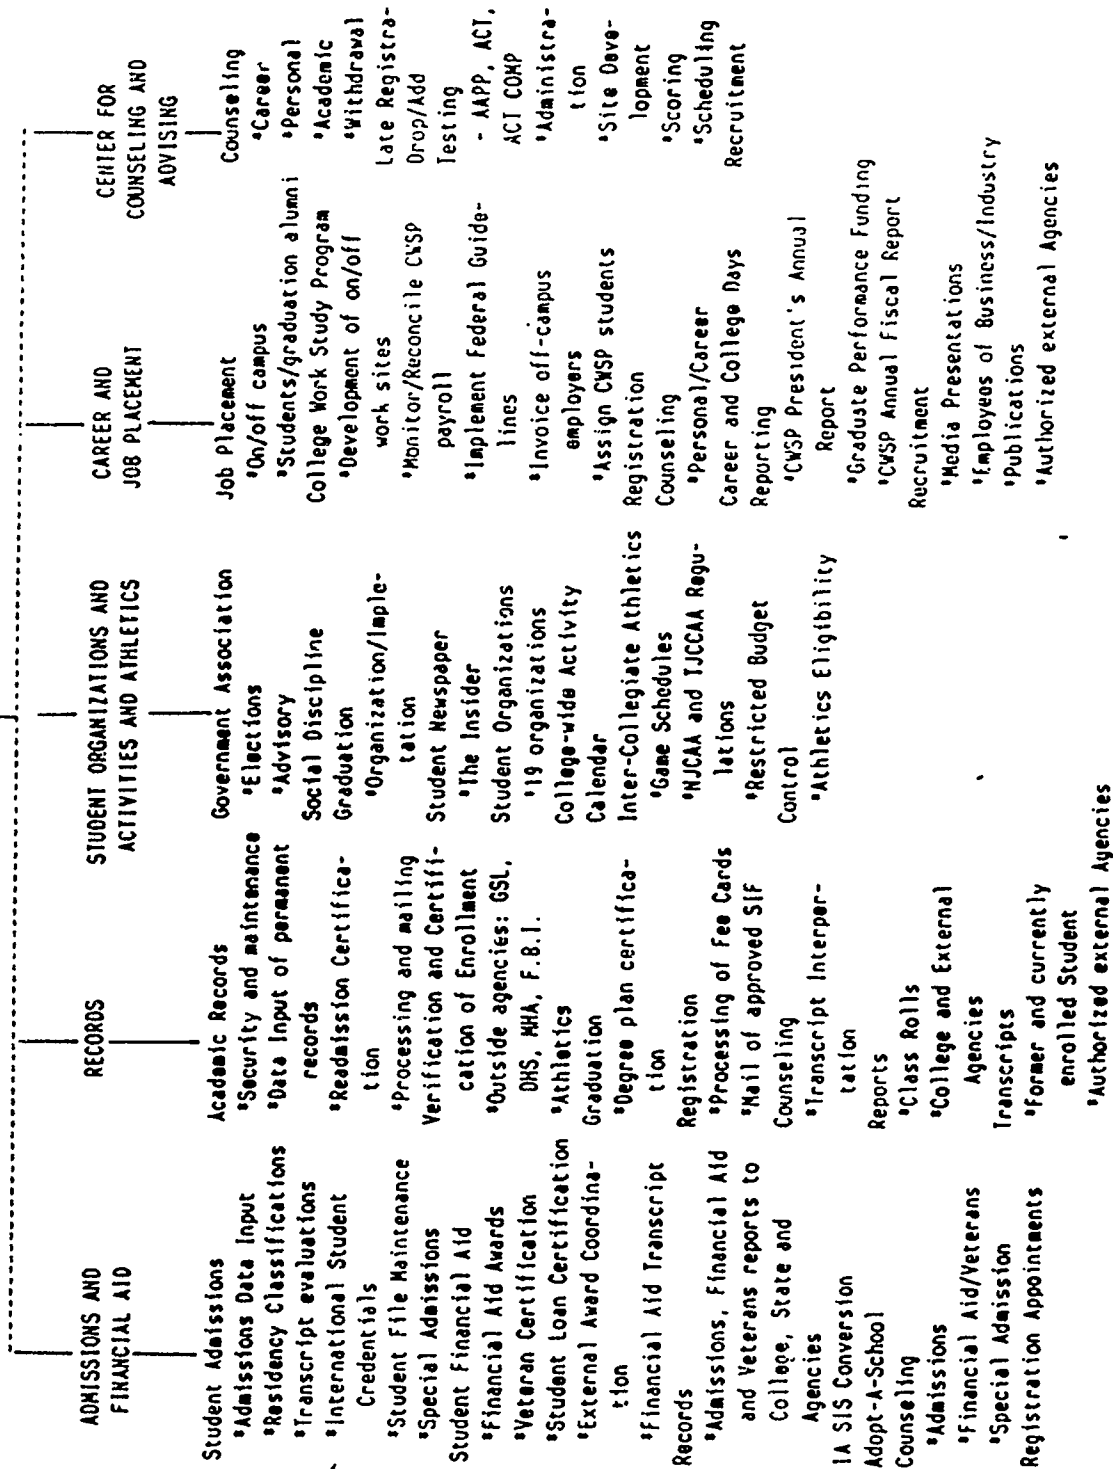 ADMISSIONS AND
FINANCIAL AID
Student Admissions
*Admissions Data Input
*Residency Classifications
*Transcript evaluations
*International Student
Credentials
*Student File Maintenance
*Special Admissions
Student Financial Aid
*Financial Aid Awards
*Veteran Certification
*Student Loan Certification
*External Award Coordina-
tion
*Financial Aid Transcript
Records
*Admissions, Financial Aid
and Veterans reports to
College, State and
Agencies
IA SIS Conversion
Adopt-A-School
Counseling
*Admissions
*Financial Aid/Veterans
*Special Admission
Registration Appointments
RECORDS
Academic Records
*Security and maintenance
*Data Input of permanent
records
*Readmission Certifica-
tion
*Processing and mailing
Verification and Certifi-
cation of Enrollment
*Outside agencies: GSL,
DHS, MHA, F.B.I.
*Athletics
Graduation
*Degree plan certifica-
tion
Registration
*Processing of Fee Cards
*Mail of approved SIF
Counseling
*Transcript Interper-
tation
Reports
*Class Rolls
*College and External
Agencies
Transcripts
*Former and currently
enrolled Student
*Authorized external Agencies
STUDENT ORGANIZATIONS AND
ACTIVITIES AND ATHLETICS
Government Association
*Elections
*Advisory
Social Discipline
Graduation
*Organization/Imple-
tation
Student Newspaper
*The Insider
Student Organizations
*19 organizations
College-wide Activity
Calendar
Inter-Collegiate Athletics
*Game Schedules
*NJCAA and TJCCAA Regu-
lations
*Restricted Budget
Control
*Athletics Eligibility
CAREER AND
JOB PLACEMENT
Job Placement
*On/off campus
*Students/graduation alumni
College Work Study Program
*Development of on/off
work sites
*Monitor/Reconcile CWSP
payroll
*Implement Federal Guide-
lines
*Invoice off-campus
employers
*Assign CWSP students
Registration
Counseling
*Personal/Career
Career and College Days
Reporting
*CWSP President's Annual
Report
*Graduate Performance Funding
*CWSP Annual Fiscal Report
Recruitment
*Media Presentations
*Employees of Business/Industry
*Publications
*Authorized external Agencies
CENTER FOR
COUNSELING AND
ADVISING
Counseling
*Career
*Personal
*Academic
*Withdrawal
Late Registra-
Drop/Add
Testing
- AAPP, ACT,
ACT COMP
*Administra-
tion
*Site Deve-
lopment
*Scoring
*Scheduling
Recruitment